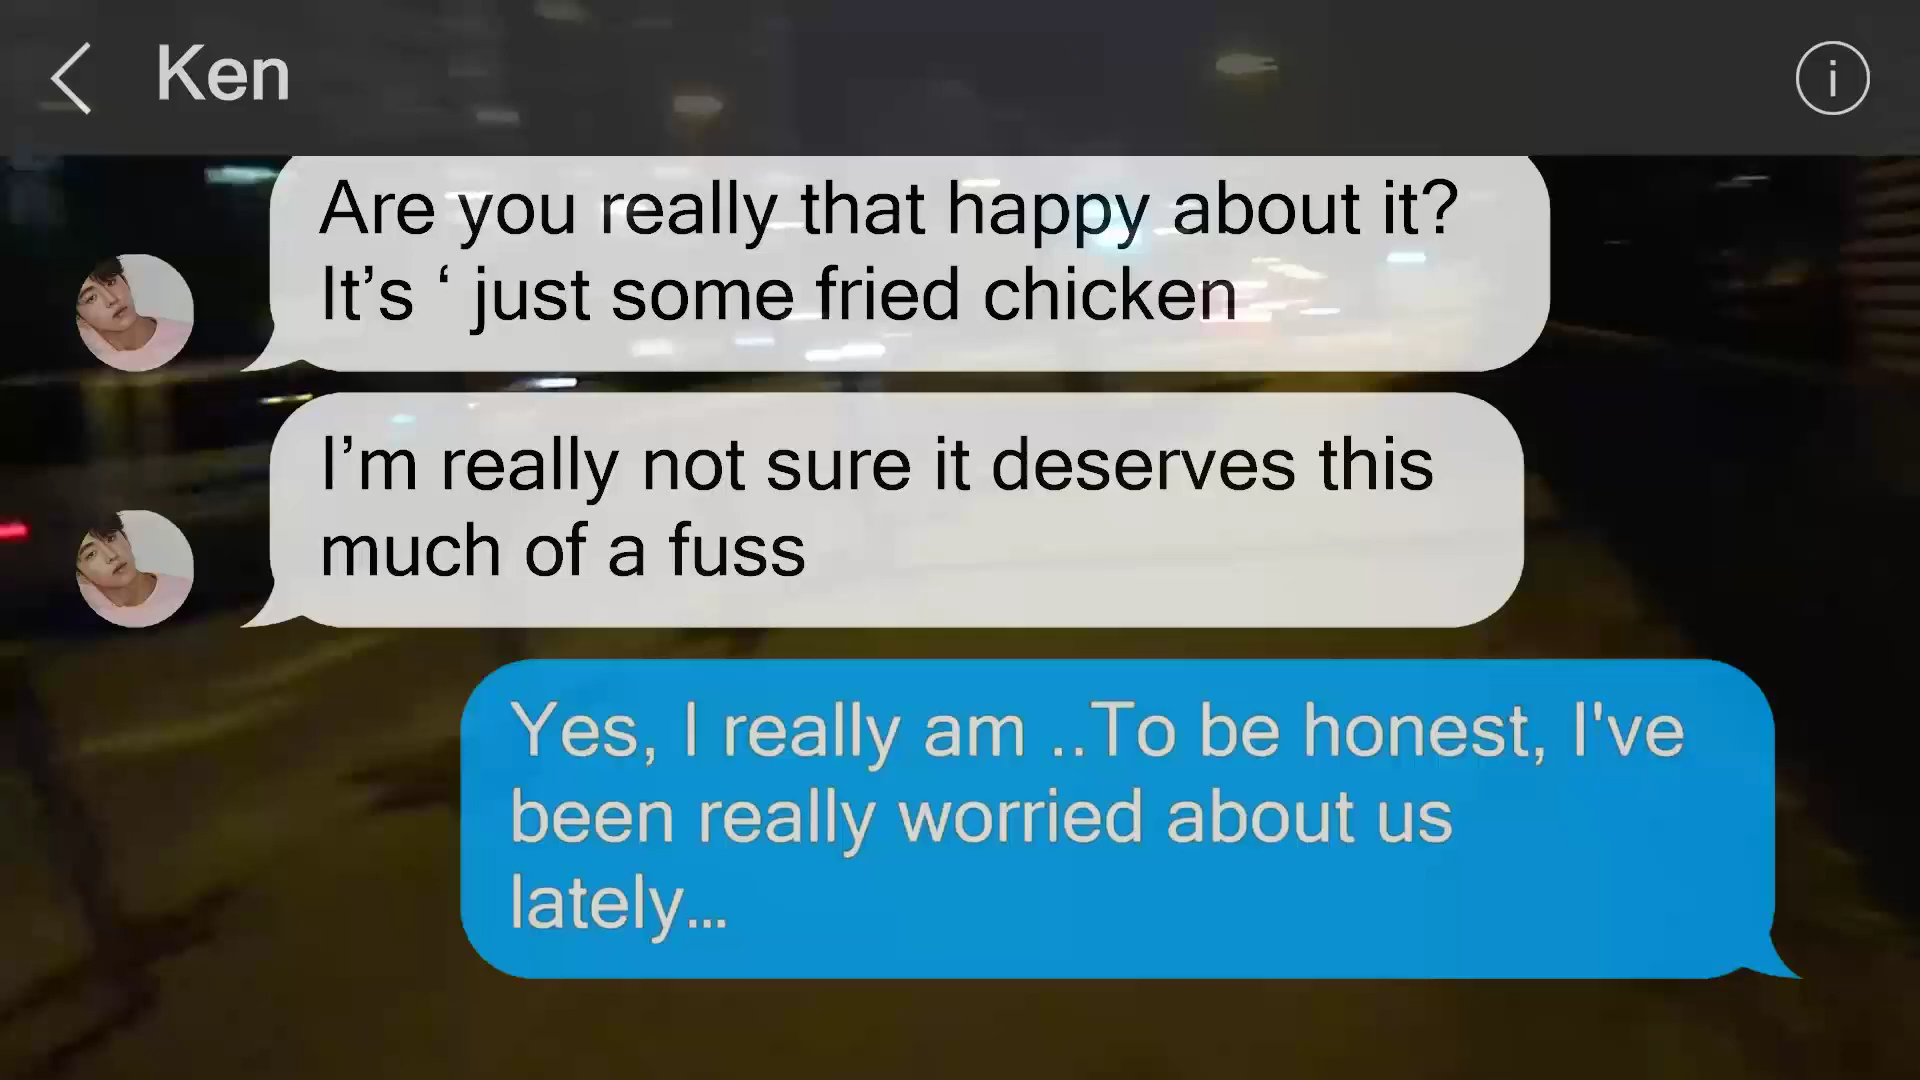 Ken
i
Are you really that happy about it?
It’s ‘ just some fried chicken
I’m really not sure it deserves this
much of a fuss
Yes, I really am ..To be honest, I've
been really worried about us
lately...